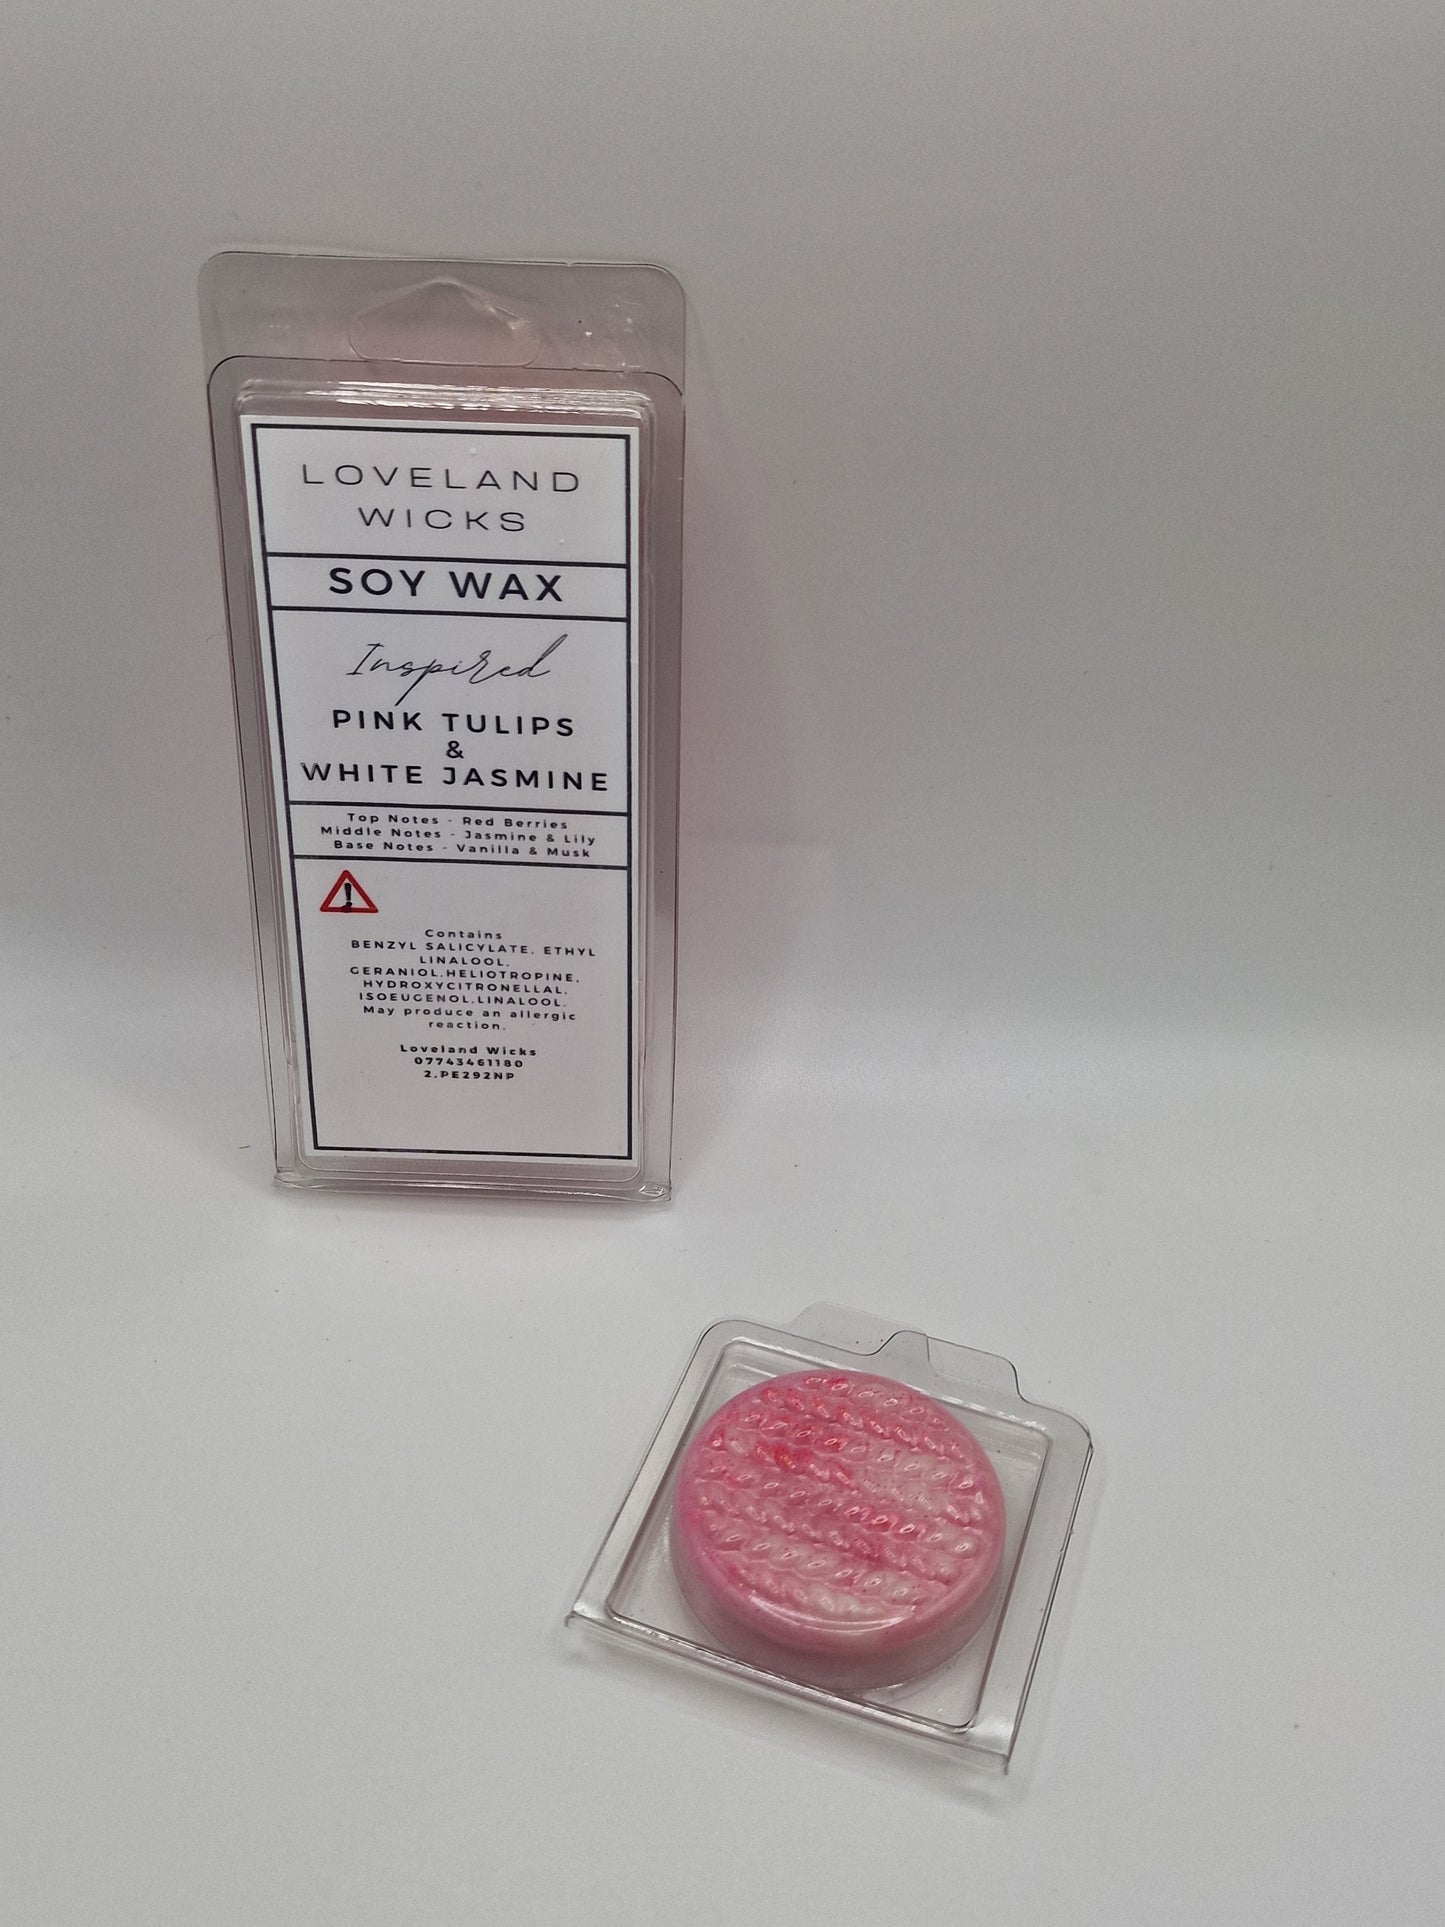 LOVELAND
WICKS
SOY WAX
Inspired
PINK TULIPS
&
WHITE JASMINE
Top Notes - Red Berries
Middle Notes - Jasmine & Lily
Base Notes - Vanilla & Musk
!
Contains
BENZYL SALICYLATE, ETHYL
LINALOOL,
GERANIOL,HELIOTROPINE,
HYDROXYCITRONELLAL,
ISOEUGENOL,LINALOOL.
May produce an allergic
reaction.
Loveland Wicks
07743461180
2,PE292NP